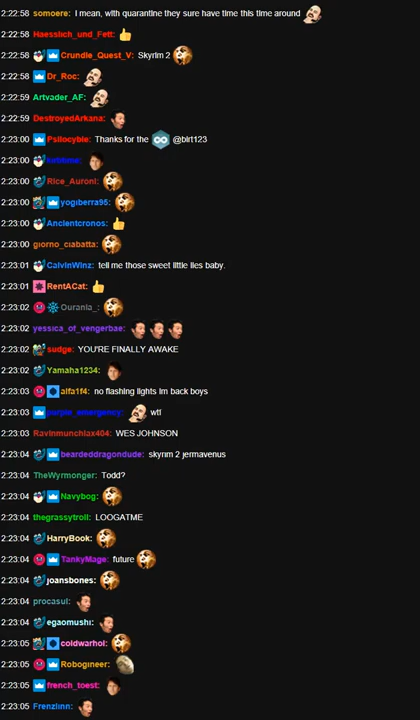 2:22:58 somoere: I mean, with quarantine they sure have time this time around
2:22:58 Haesslich_und_Fett:
2:22:58 Crundle_Quest_V: Skyrim 2
2:22:58 Dr_Roc:
2:22:59 Artvader_AF:
2:22:59 DestroyedArkana:
2:23:00 Psilocybie: Thanks for the @blrt123
2:23:00
2:23:00 Rice_Auroni:
2:23:00 yogiberra95:
2:23:00 Ancientcronos:
2:23:00 giorno_ciabatta:
2:23:01 CalvinWinz: tell me those sweet little lies baby.
2:23:01 RentACat:
2:23:02 Ourania_:
2:23:02 yessica_of_vengerbae:
2:23:02 sudge: YOU'RE FINALLY AWAKE
2:23:02 Yamaha1234:
2:23:03 alfa1f4: no flashing lights Im back boys
2:23:03 purple_emergency: wtf
2:23:03 Ravinmunchlax404: WES JOHNSON
2:23:04 beardeddragondude: skyrim 2 jermavenus
2:23:04 TheWyrmonger: Todd?
2:23:04 Navybog:
2:23:04 thegrassytroll: LOOGATME
2:23:04 HarryBook:
2:23:04 TankyMage: future
2:23:04 joansbones:
2:23:04 procasul:
2:23:04 egaomushi:
2:23:05 coldwarhol:
2:23:05 Robogineer:
2:23:05 french_toest:
2:23:05 Frenzlinn: